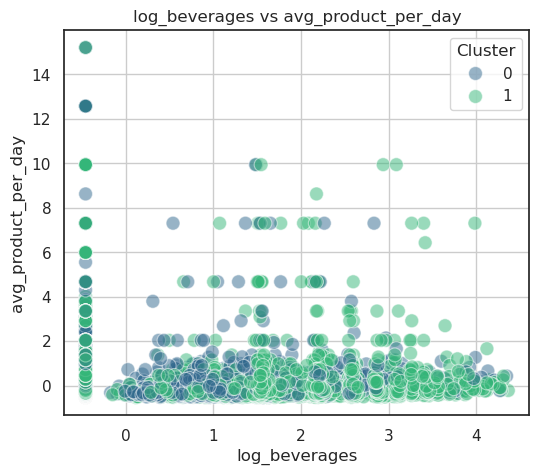 log_beverages vs avg_product_per_day
Cluster
0
1
14
12
10
8
6
4
2
0
avg_product_per_day
0 1 2 3 4
log_beverages